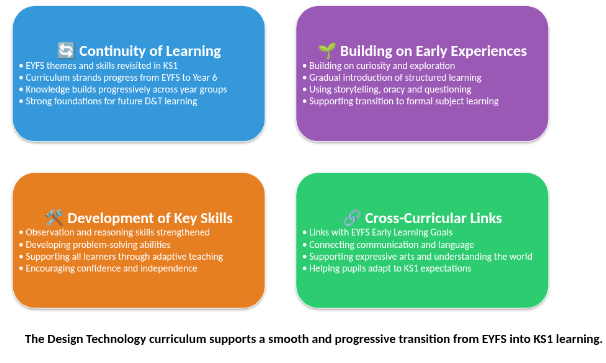 🔄 Continuity of Learning
• EYFS themes and skills revisited in KS1
• Curriculum strands progress from EYFS to Year 6
• Knowledge builds progressively across year groups
• Strong foundations for future D&T learning
🌱 Building on Early Experiences
• Building on curiosity and exploration
• Gradual introduction of structured learning
• Using storytelling, oracy and questioning
• Supporting transition to formal subject learning
🛠️ Development of Key Skills
• Observation and reasoning skills strengthened
• Developing problem-solving abilities
• Supporting all learners through adaptive teaching
• Encouraging confidence and independence
🔗 Cross-Curricular Links
• Links with EYFS Early Learning Goals
• Connecting communication and language
• Supporting expressive arts and understanding the world
• Helping pupils adapt to KS1 expectations
The Design Technology curriculum supports a smooth and progressive transition from EYFS into KS1 learning.